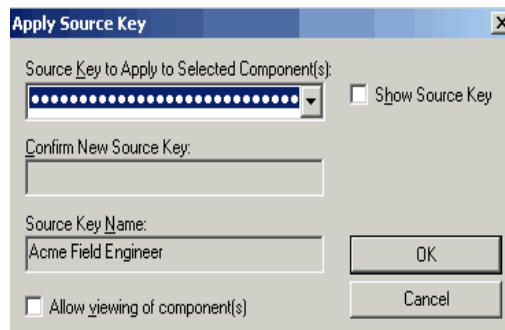 Apply Source Key
Source Key to Apply to Selected Component(s):
••••••••••••••••••••••••••••
Show Source Key
Confirm New Source Key:
Source Key Name:
Acme Field Engineer
OK
Allow viewing of component(s)
Cancel